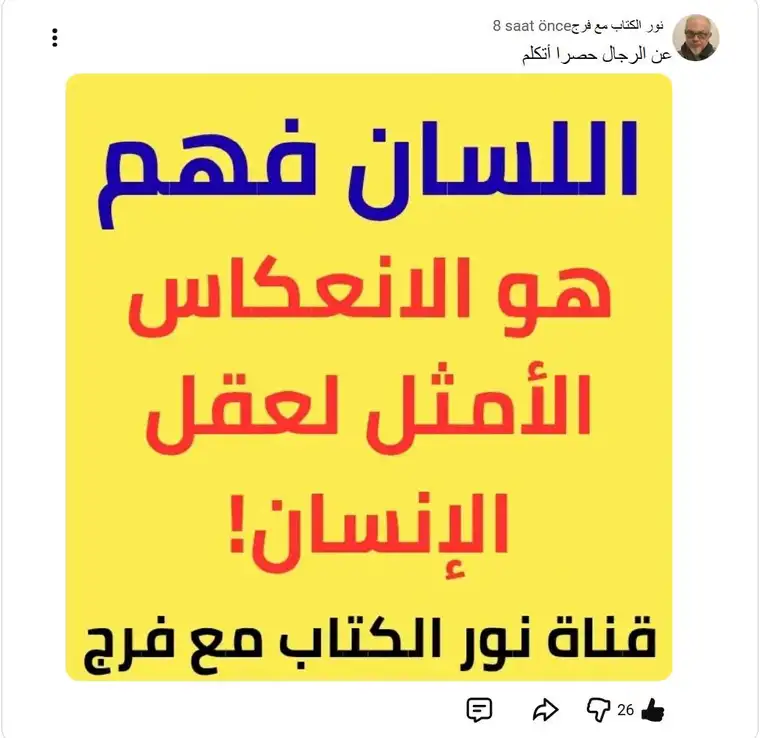 نور الكتاب مع فرج 8 saat önce
عن الرجال حصرا أتكلم
اللسان فهم
هو الانعكاس
الأمثل لعقل
الإنسان!
قناة نور الكتاب مع فرج
26